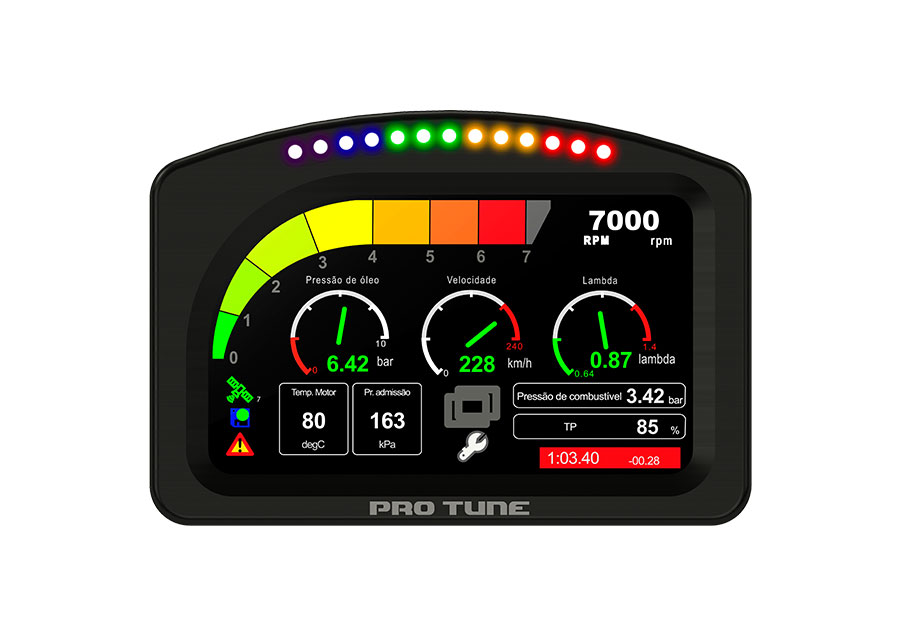 7000
RPM rpm
0 1 2 3 4 5 6 7
Pressão de óleo
0 10
6.42 bar
Velocidade
0 240
228 km/h
Lambda
0.64 1.4
0.87 lambda
7
Temp. Motor
80
degC
Pr. admissão
163
kPa
Pressão de combustível 3.42 bar
TP 85 %
1:03.40 -00.28
PRO TUNE